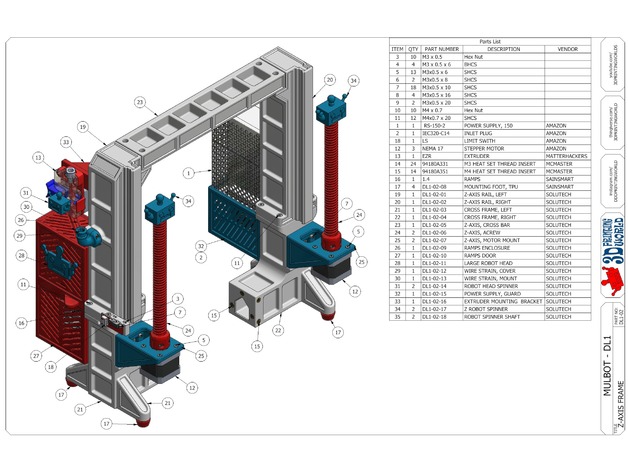 Parts List
ITEM QTY PART NUMBER DESCRIPTION VENDOR
3 10 M3 x 0.5 Hex Nut
4 4 M3 x 0.5 x 6 BHCS
5 13 M3x0.5 x 6 SHCS
6 2 M3x0.5 x 8 SHCS
7 18 M3x0.5 x 10 SHCS
8 4 M3x0.5 x 16 SHCS
9 2 M3x0.5 x 20 SHCS
10 10 M4 x 0.7 Hex Nut
11 12 M4x0.7 x 20 SHCS
1 1 RS-150-2 POWER SUPPLY, 150 AMAZON
2 1 IEC320-C14 INLET PLUG AMAZON
18 1 L5 LIMIT SWITH AMAZON
12 3 NEMA 17 STEPPER MOTOR AMAZON
13 1 EZR EXTRUDER MATTERHACKERS
14 24 94180A331 M3 HEAT SET THREAD INSERT MCMASTER
15 14 94180A351 M4 HEAT SET THREAD INSERT MCMASTER
16 1 1.4 RAMPS SAINSMART
17 4 DL1-02-08 MOUNTING FOOT, TPU SAINSMART
19 1 DL1-02-01 Z-AXIS RAIL, LEFT SOLUTECH
20 1 DL1-02-02 Z-AXIS RAIL, RIGHT SOLUTECH
21 1 DL1-02-03 CROSS FRAME, LEFT SOLUTECH
22 1 DL1-02-04 CROSS FRAME, RIGHT SOLUTECH
23 1 DL1-02-05 Z-AXIS, CROSS BAR SOLUTECH
24 2 DL1-02-06 Z-AXIS, ACREW SOLUTECH
25 2 DL1-02-07 Z-AXIS, MOTOR MOUNT SOLUTECH
26 1 DL1-02-09 RAMPS ENCLOSURE SOLUTECH
27 1 DL1-02-10 RAMPS DOOR SOLUTECH
28 1 DL1-02-11 LARGE ROBOT HEAD SOLUTECH
29 1 DL1-02-12 WIRE STRAIN, COVER SOLUTECH
30 1 DL1-02-13 WIRE STRAIN, MOUNT SOLUTECH
31 2 DL1-02-14 ROBOT HEAD SPINNER SOLUTECH
32 1 DL1-02-15 POWER SUPPLY, GUARD SOLUTECH
33 1 DL1-02-16 EXTRUDER MOUNTING BRACKET SOLUTECH
34 2 DL1-02-17 Z ROBOT SPINNER SOLUTECH
35 2 DL1-02-18 ROBOT SPINNER SHAFT SOLUTECH
20
34
23
19
33
13
31
30
26
29
28
11
16
27
18
17
21
17
1
34
32
2
11
7
5
25
12
3
7
5
25
12
15
15
22
17
21
3D PRINTING
WORLD
MULBOT - DL1
TITLE
Z-AXIS FRAME
PART NO
DL1-02